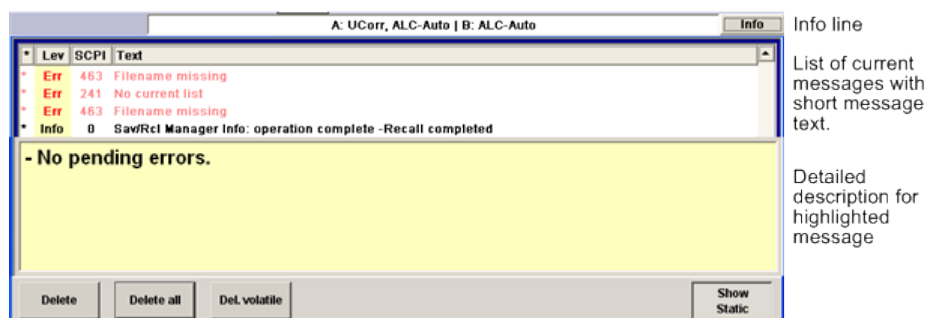 A: UCorr, ALC-Auto | B: ALC-Auto
Info
Info line
* Lev SCPI Text
* Err 463 Filename missing
* Err 241 No current list
* Err 463 Filename missing
* Info 0 Sav/Rcl Manager Info: operation complete -Recall completed
List of current
messages with
short message
text.
- No pending errors.
Detailed
description for
highlighted
message
Delete
Delete all
Del. volatile
Show
Static